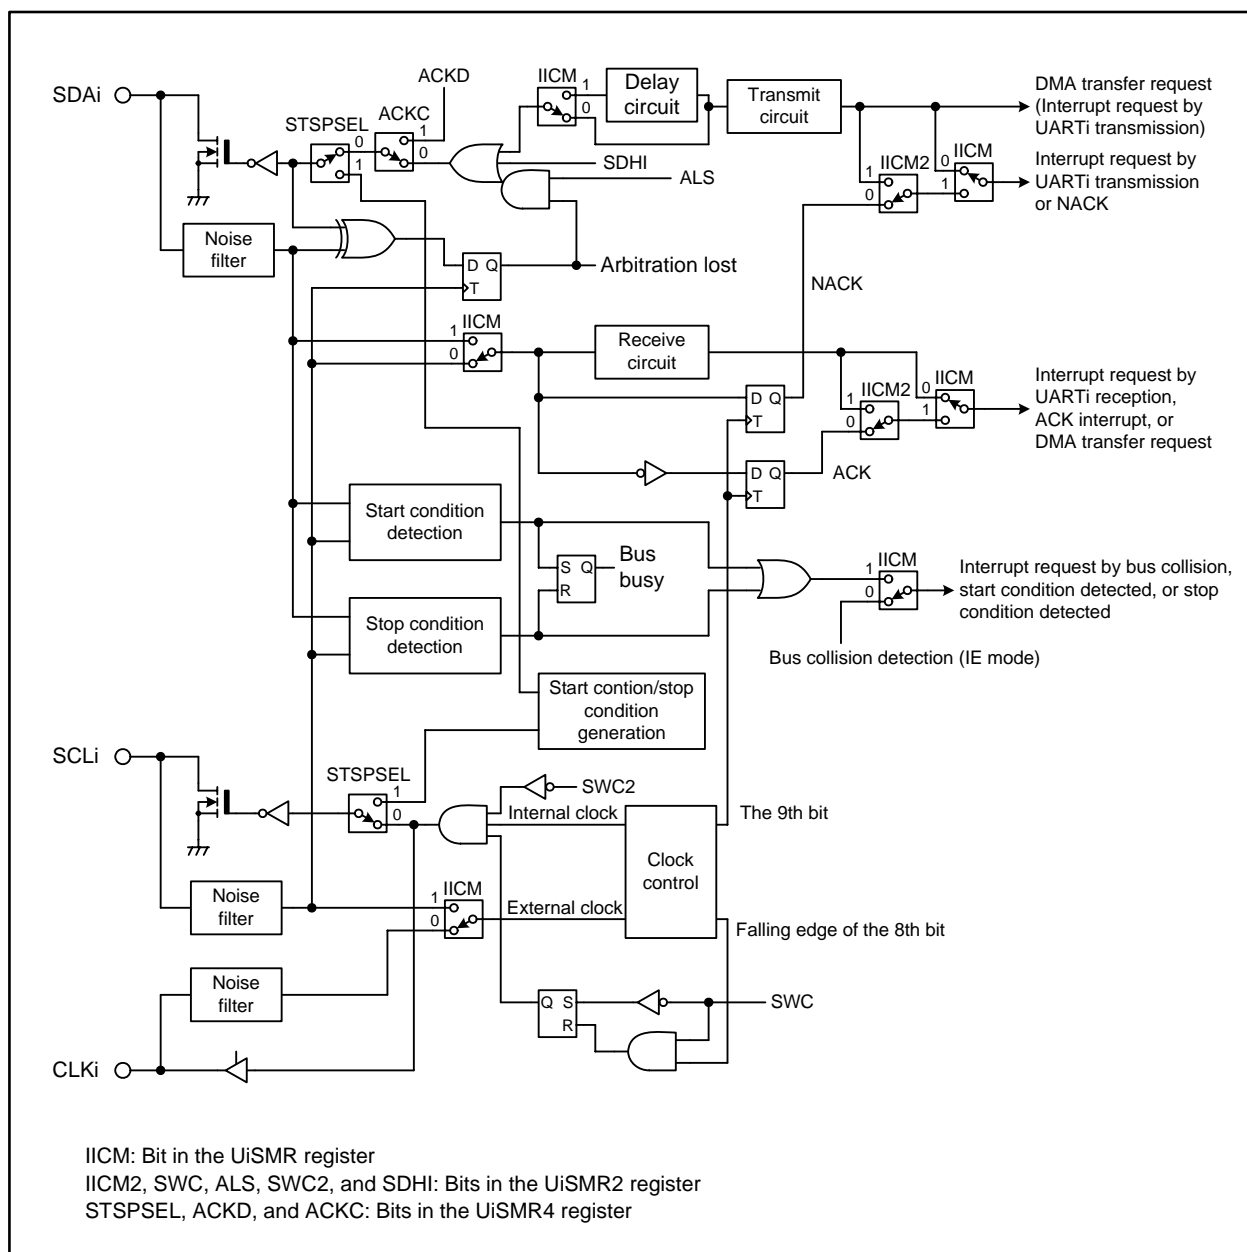 SDAi
STSPSEL
0
1
ACKC
ACKD
1
0
IICM
1
0
Delay
circuit
Transmit
circuit
SDHI
ALS
IICM2
1
0
IICM
0
1
DMA transfer request
(Interrupt request by
UARTi transmission)
Interrupt request by
UARTi transmission
or NACK
Noise
filter
D Q
T
Arbitration lost
NACK
IICM
1
0
Receive
circuit
D Q
T
IICM2
1
0
IICM
0
1
Interrupt request by
UARTi reception,
ACK interrupt, or
DMA transfer request
D Q
T
ACK
Start condition
detection
S Q
R
Bus
busy
Stop condition
detection
IICM
1
0
Interrupt request by bus collision,
start condition detected, or stop
condition detected
Bus collision detection (IE mode)
Start contion/stop
condition
generation
SCLi
STSPSEL
1
0
SWC2
Internal clock
The 9th bit
Clock
control
Noise
filter
IICM
1
0
External clock
Falling edge of the 8th bit
Noise
filter
Q S
R
SWC
CLKi
IICM: Bit in the UiSMR register
IICM2, SWC, ALS, SWC2, and SDHI: Bits in the UiSMR2 register
STSPSEL, ACKD, and ACKC: Bits in the UiSMR4 register